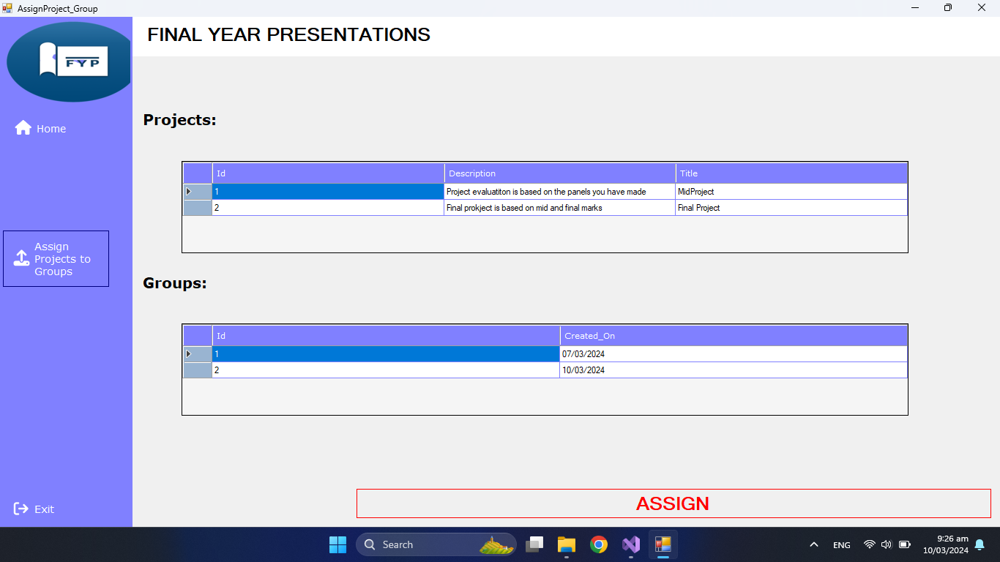 AssignProject_Group
FYP
FINAL YEAR PRESENTATIONS
Home
Projects:
Id Description Title
1 Project evaluatiton is based on the panels you have made MidProject
2 Final prokject is based on mid and final marks Final Project
Assign
Projects to
Groups
Groups:
Id Created_On
1 07/03/2024
2 10/03/2024
Exit
ASSIGN
Search
ENG
9:26 am
10/03/2024